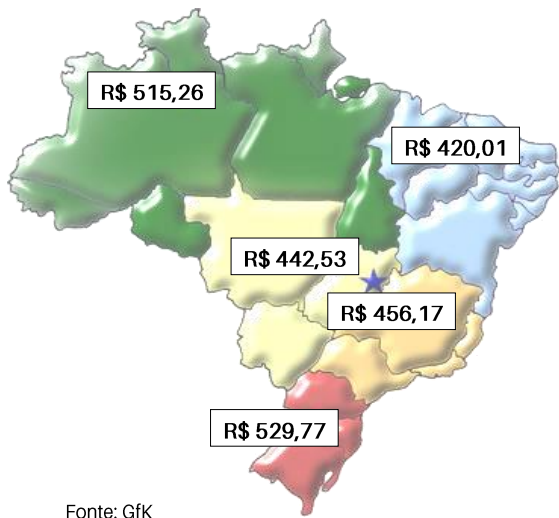 R$ 515,26
R$ 420,01
R$ 442,53
R$ 456,17
R$ 529,77
Fonte: GfK